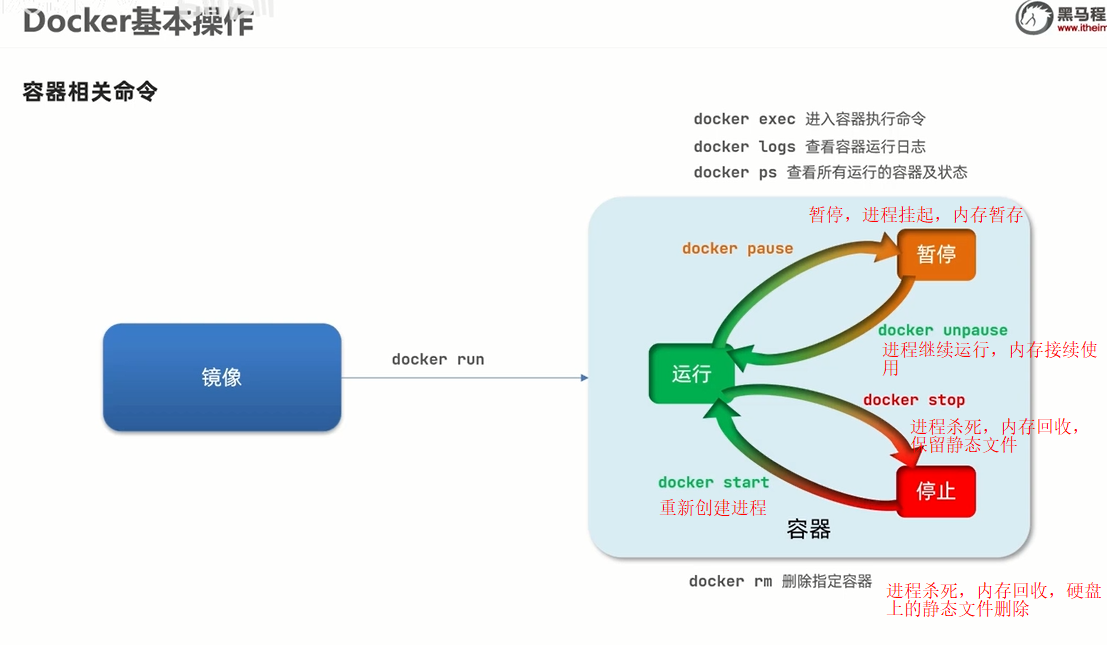 Docker基本操作
黑马程
www.itheim
容器相关命令
docker exec 进入容器执行命令
docker logs 查看容器运行日志
docker ps 查看所有运行的容器及状态
暂停，进程挂起，内存暂存
docker pause
暂停
docker unpause
进程继续运行，内存接续使
用
镜像
docker run
运行
docker stop
进程杀死，内存回收，
保留静态文件
docker start
重新创建进程
停止
容器
docker rm 删除指定容器
进程杀死，内存回收，硬盘
上的静态文件删除